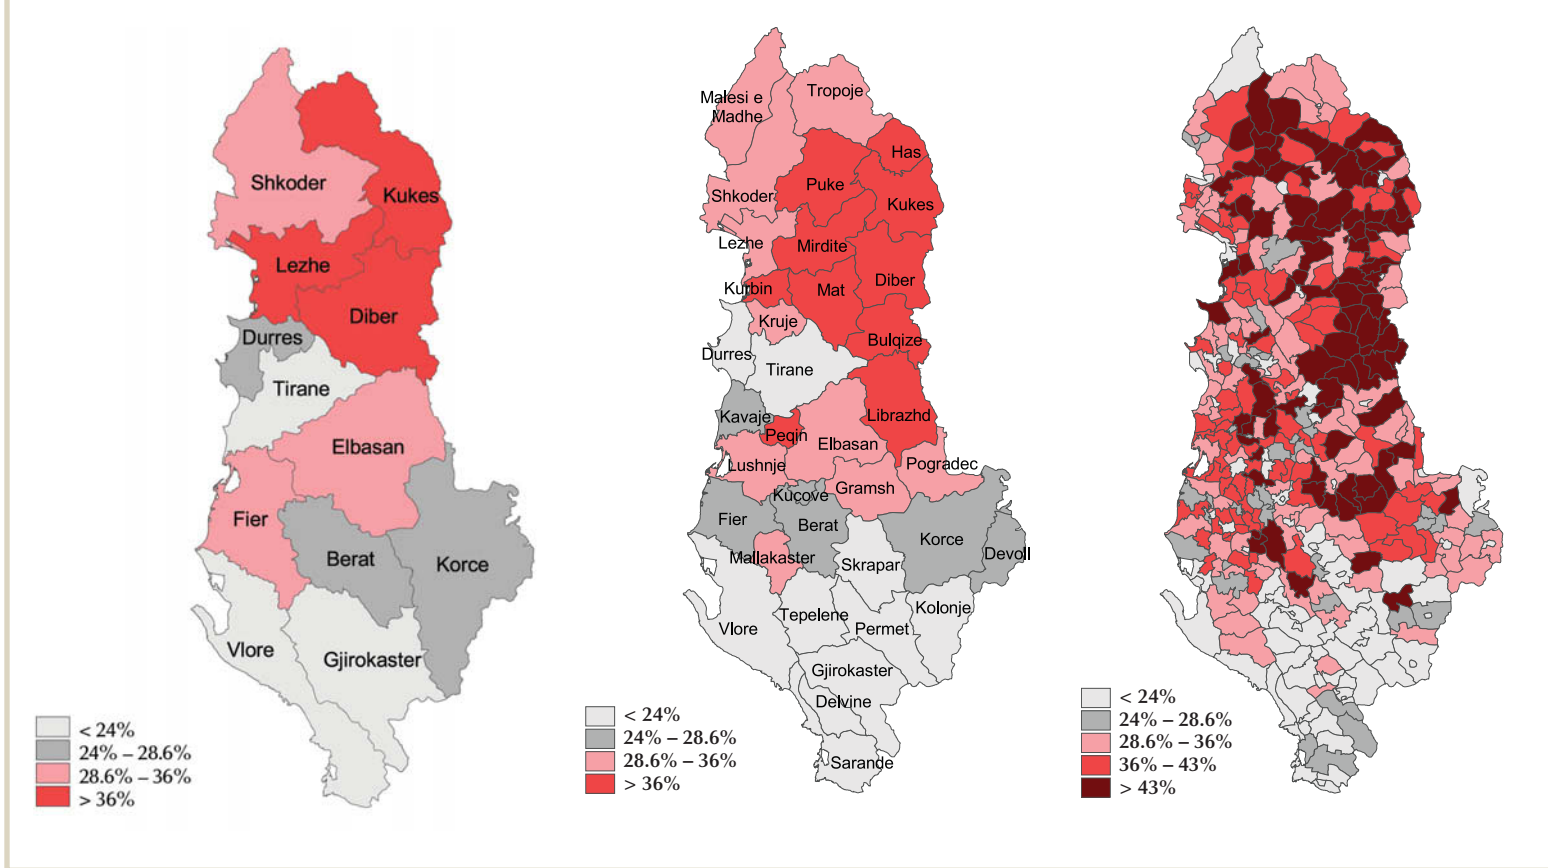 Shkoder
Kukes
Lezhe
Diber
Durres
Tirane
Elbasan
Fier
Berat
Korce
Vlore
Gjirokaster
< 24%
24% – 28.6%
28.6% – 36%
> 36%
Malesi e
Madhe
Tropoje
Has
Puke
Shkoder
Kukes
Lezhe
Mirdite
Diber
Kurbin
Mat
Kruje
Bulqize
Durres
Tirane
Kavaje
Librazhd
Peqin
Elbasan
Lushnje
Pogradec
Gramsh
Kucove
Fier
Berat
Korce
Devoll
Mallakaster
Skrapar
Kolonje
Tepelene
Vlore
Permet
Gjirokaster
Delvine
Sarande
< 24%
24% – 28.6%
28.6% – 36%
> 36%
< 24%
24% – 28.6%
28.6% – 36%
36% – 43%
> 43%